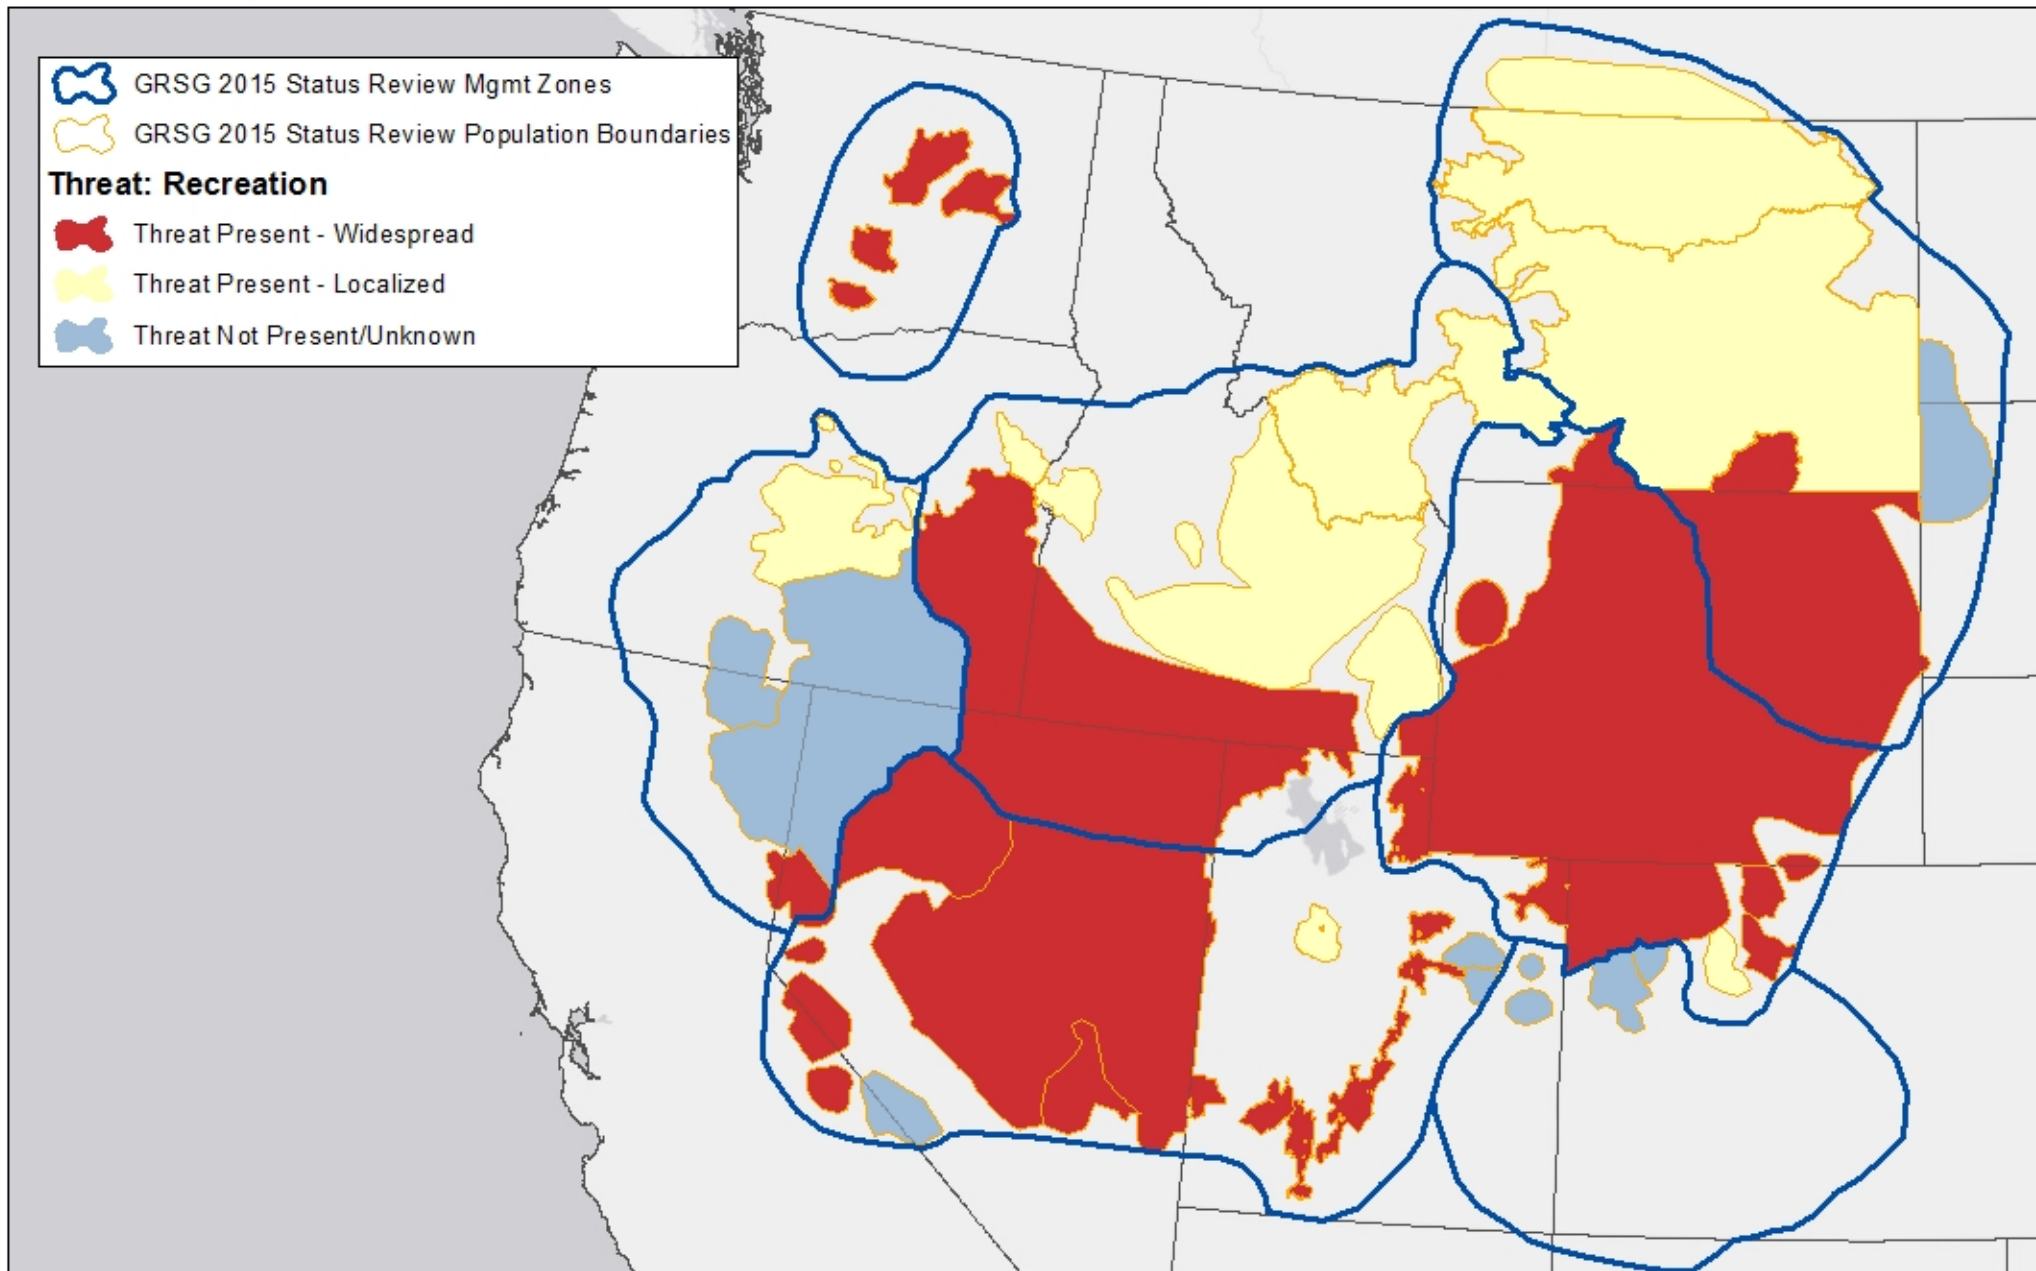 GRSG 2015 Status Review Mgmt Zones
GRSG 2015 Status Review Population Boundaries
Threat: Recreation
Threat Present - Widespread
Threat Present - Localized
Threat Not Present/Unknown